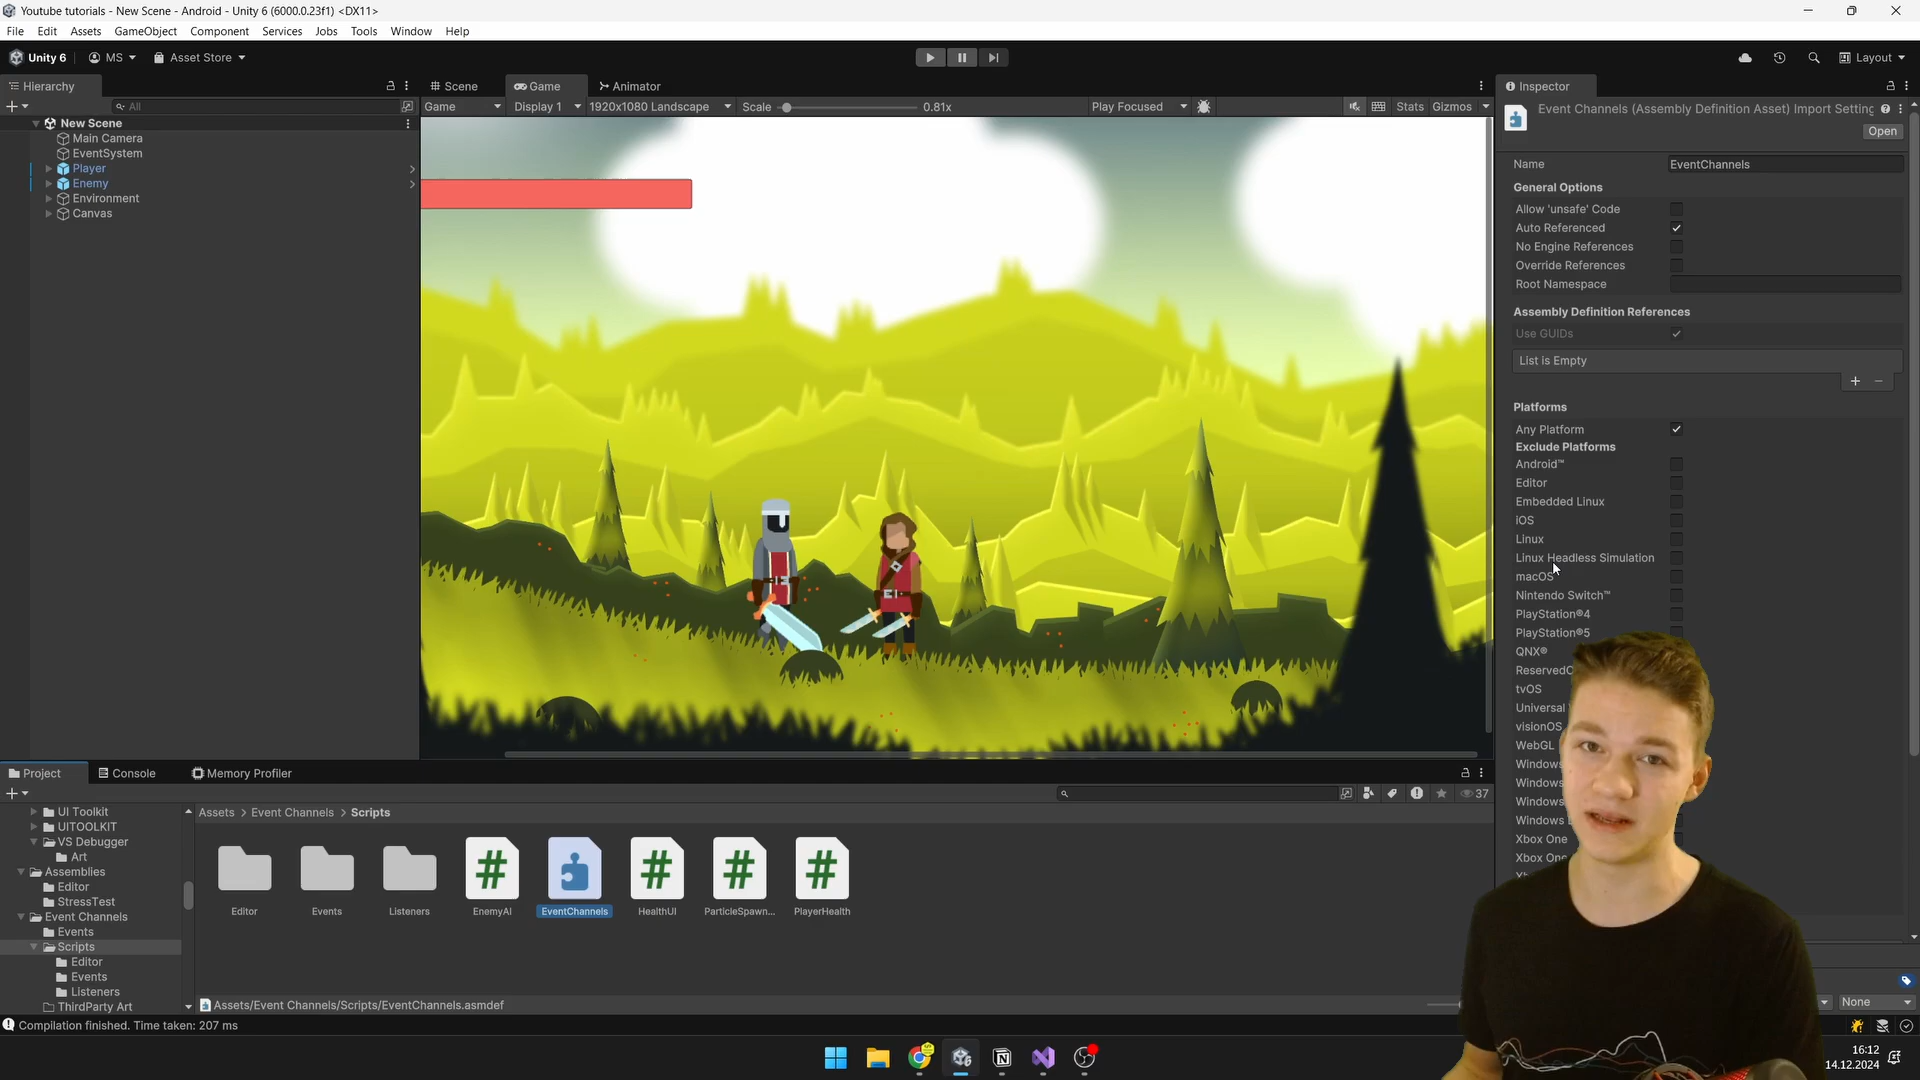 Youtube tutorials - New Scene - Android - Unity 6 (6000.0.23f1) <DX11>
File Edit Assets GameObject Component Services Jobs Tools Window Help
Unity 6 MS Asset Store Layout
Hierarchy
All
New Scene
Main Camera
EventSystem
Player
Enemy
Environment
Canvas
Scene Game Animator
Game Display 1 1920x1080 Landscape Scale 0.81x Play Focused Stats Gizmos
Inspector
Event Channels (Assembly Definition Asset) Import Setting
Open
Name EventChannels
General Options
Allow 'unsafe' Code
Auto Referenced
No Engine References
Override References
Root Namespace
Assembly Definition References
Use GUIDs
List is Empty
Platforms
Any Platform
Exclude Platforms
Android™
Editor
Embedded Linux
iOS
Linux
Linux Headless Simulation
macOS
Nintendo Switch™
PlayStation®4
PlayStation®5
QNX®
tvOS
Universal
visionOS
WebGL
Windows
Windows
Windows
Windows
Xbox One
Xbox One
None
Project Console Memory Profiler
37
UI Toolkit
UITOOLKIT
VS Debugger
Art
Assemblies
Editor
StressTest
Event Channels
Events
Scripts
Editor
Events
Listeners
ThirdParty Art
Assets > Event Channels > Scripts
Editor Events Listeners EnemyAI EventChannels HealthUI ParticleSpawn... PlayerHealth
Assets/Event Channels/Scripts/EventChannels.asmdef
Compilation finished. Time taken: 207 ms
16:12
14.12.2024